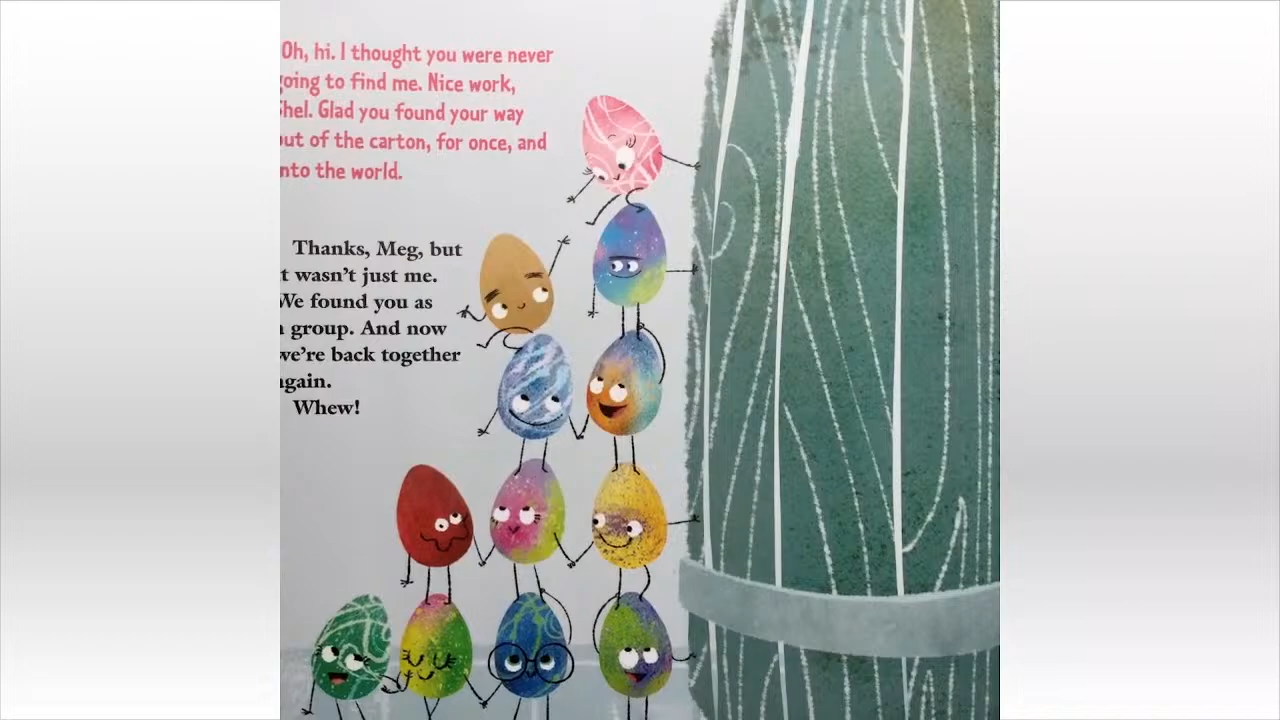 Oh, hi. I thought you were never
going to find me. Nice work,
Shel. Glad you found your way
out of the carton, for once, and
into the world.
Thanks, Meg, but
it wasn't just me.
We found you as
a group. And now
we're back together
again.
Whew!